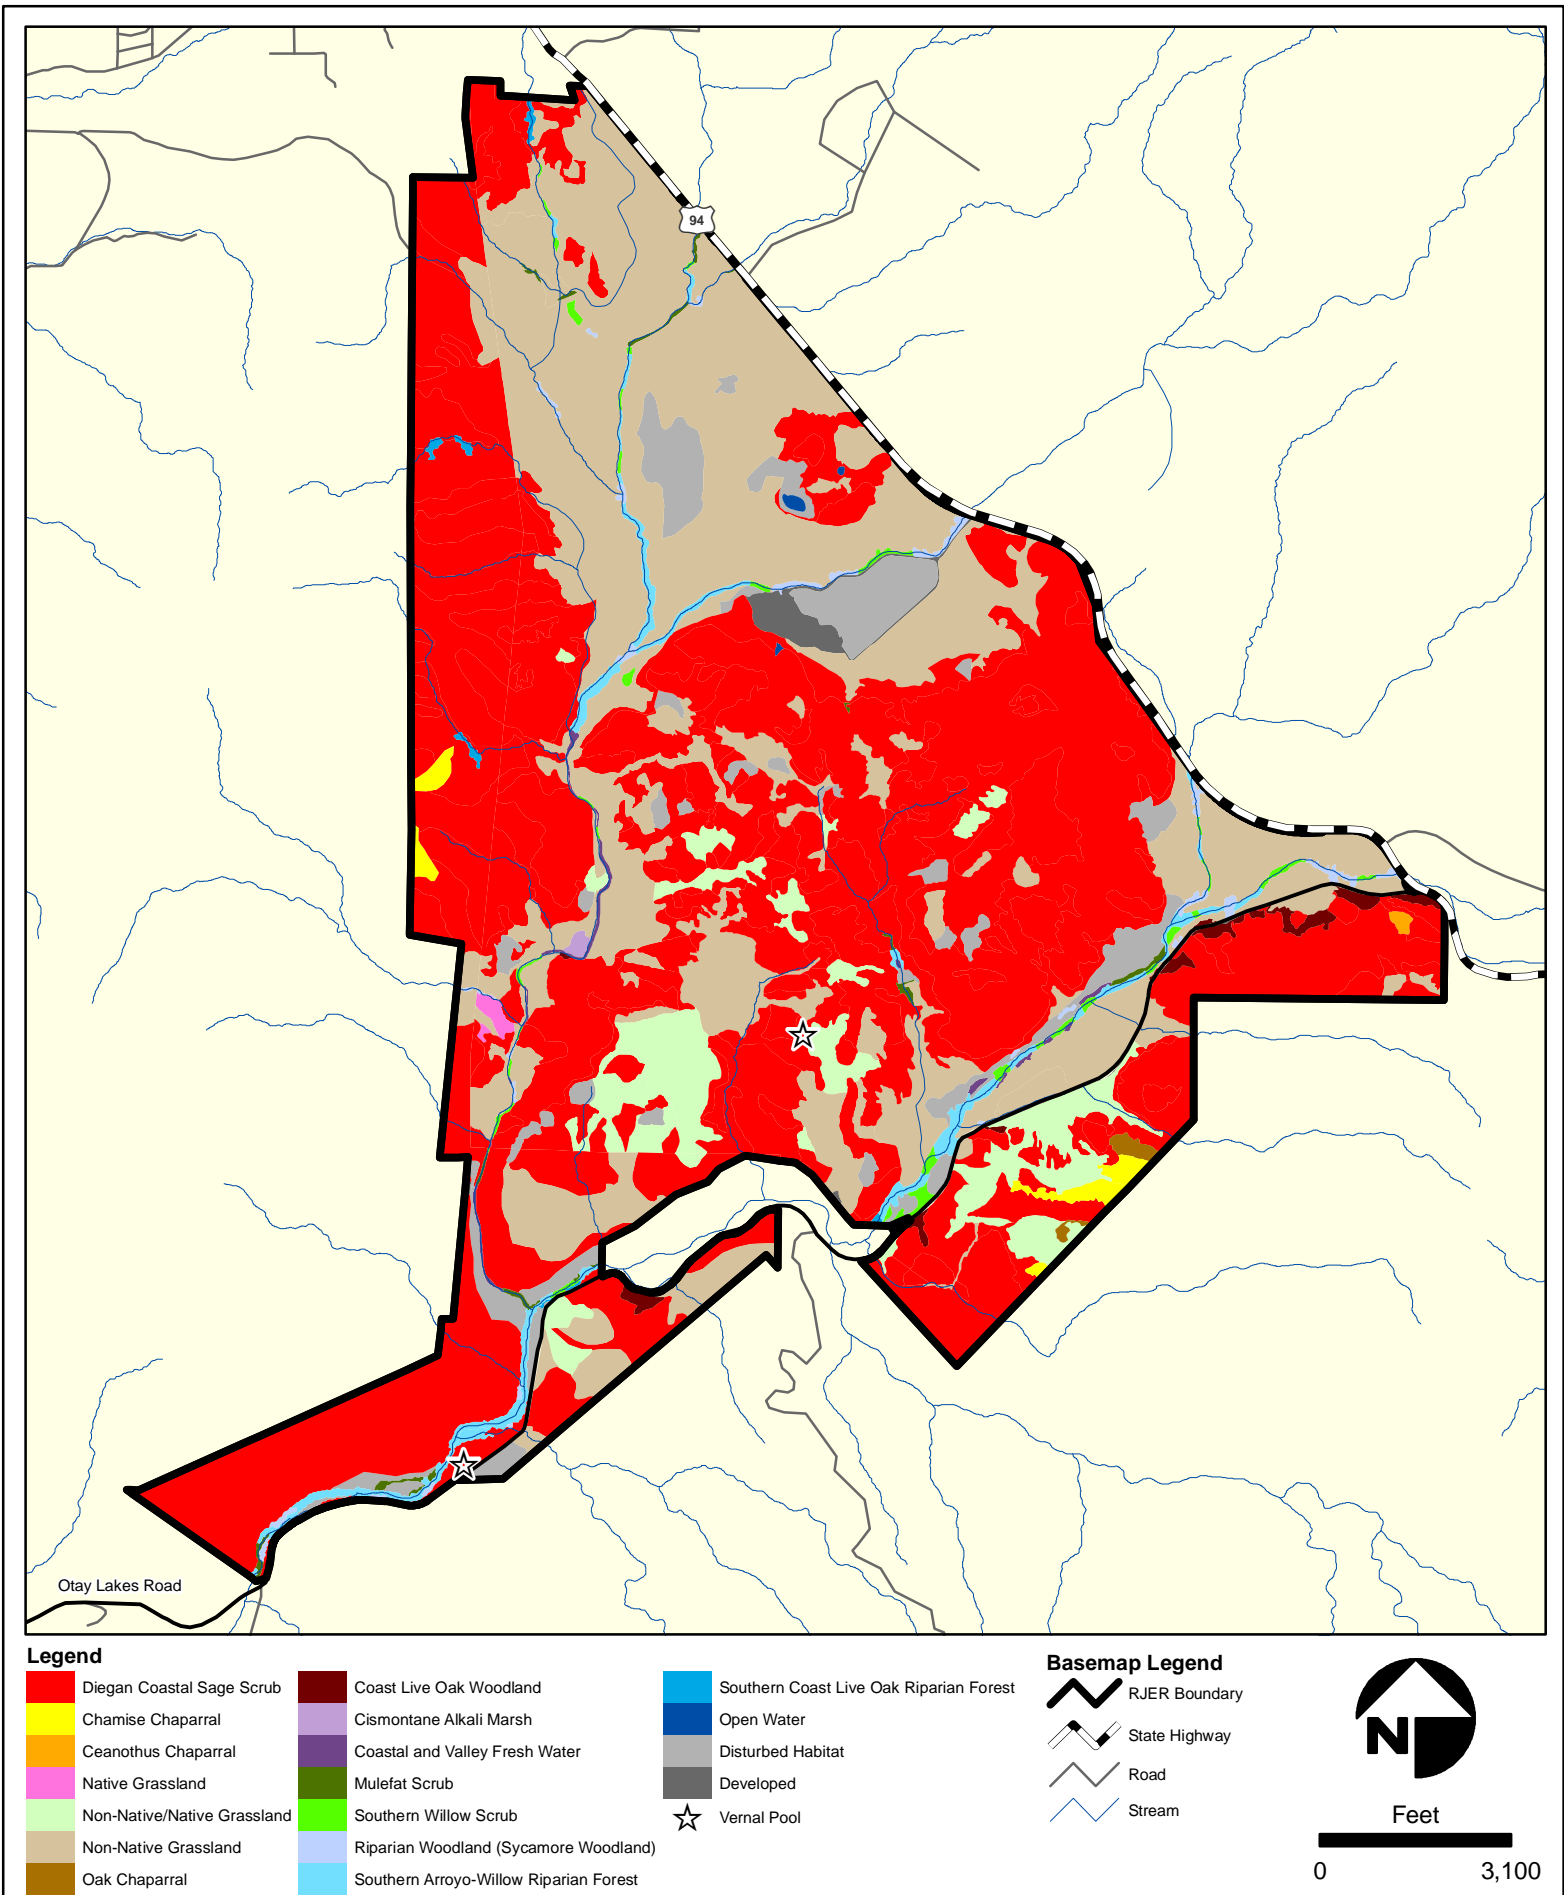 94
Otay Lakes Road
Legend
Diegan Coastal Sage Scrub
Chamise Chaparral
Ceanothus Chaparral
Native Grassland
Non-Native/Native Grassland
Non-Native Grassland
Oak Chaparral
Coast Live Oak Woodland
Cismontane Alkali Marsh
Coastal and Valley Fresh Water
Mulefat Scrub
Southern Willow Scrub
Riparian Woodland (Sycamore Woodland)
Southern Arroyo-Willow Riparian Forest
Southern Coast Live Oak Riparian Forest
Open Water
Disturbed Habitat
Developed
Vernal Pool
Basemap Legend
RJER Boundary
State Highway
Road
Stream
N
Feet
0 3,100